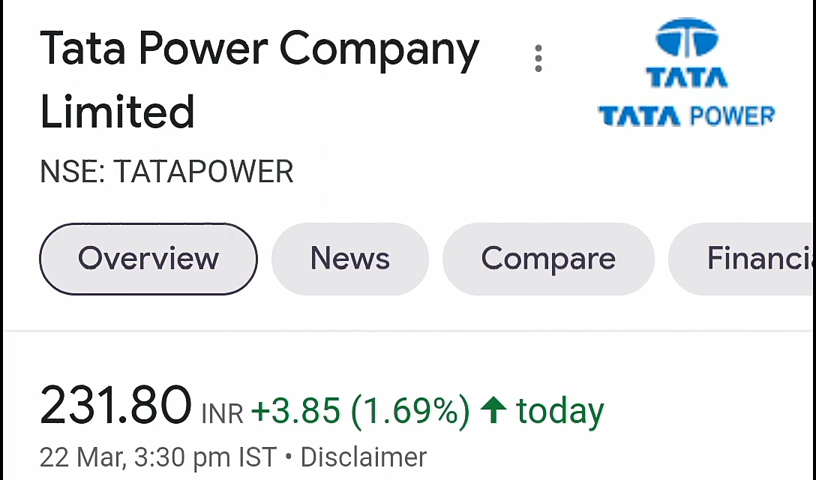 Tata Power Company
Limited
TATA
TATA POWER
NSE: TATAPOWER
Overview
News
Compare
Financi
231.80 INR +3.85 (1.69%) ↑ today
22 Mar, 3:30 pm IST • Disclaimer